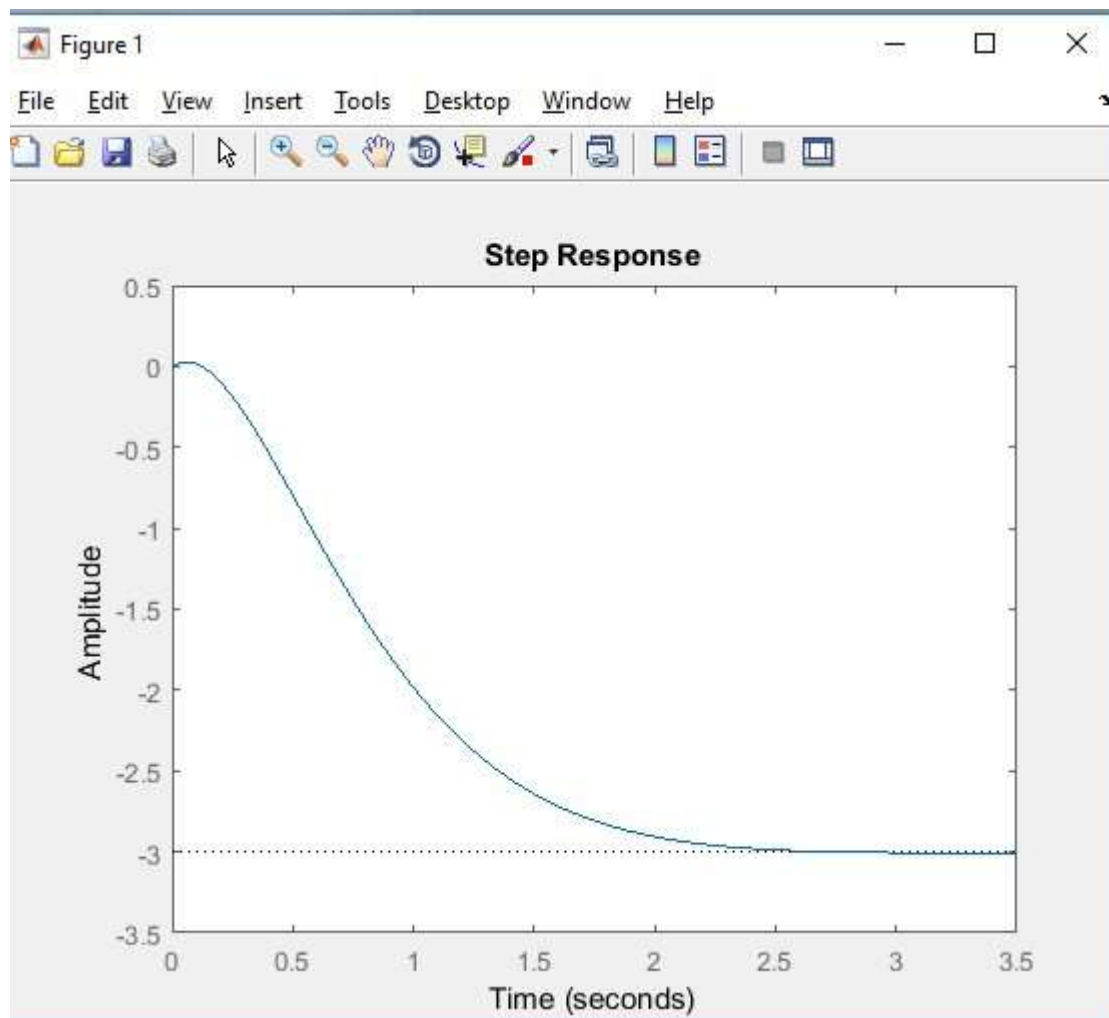 Figure 1
File Edit View Insert Tools Desktop Window Help
Step Response
0.5
0
-0.5
-1
-1.5
-2
-2.5
-3
-3.5
Amplitude
0 0.5 1 1.5 2 2.5 3 3.5
Time (seconds)